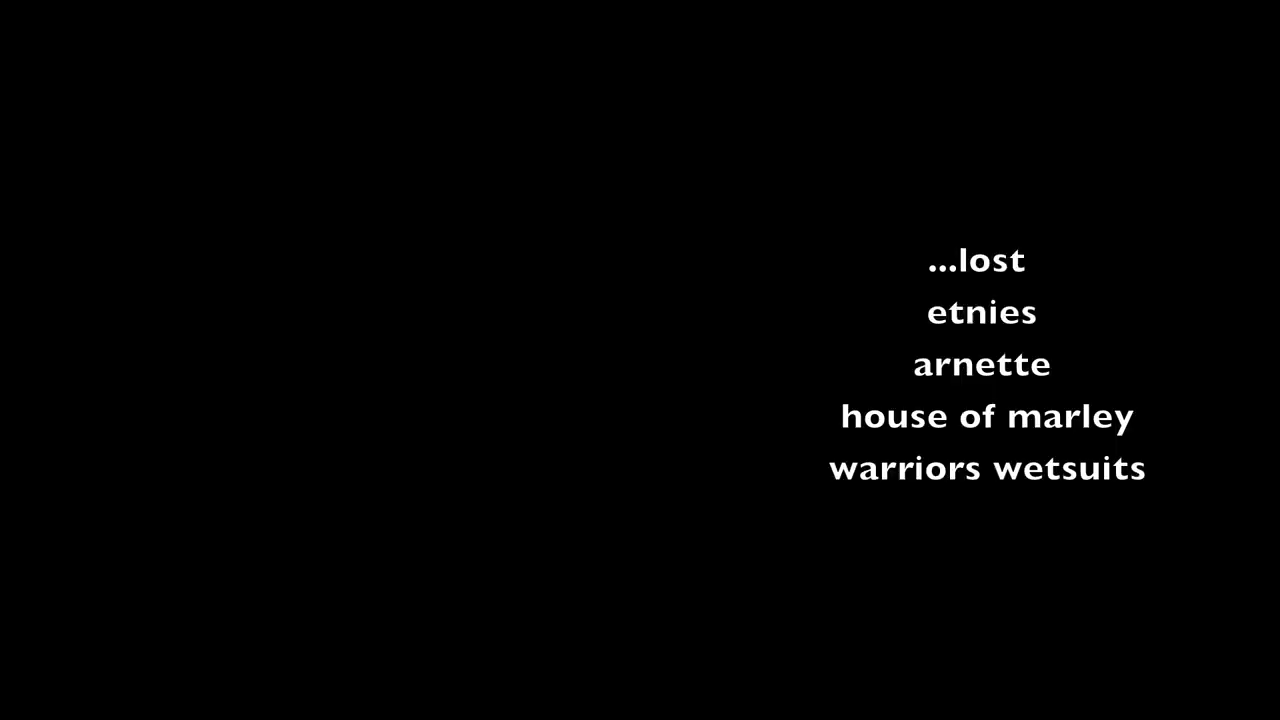 ...lost
etnies
arnette
house of marley
warriors wetsuits